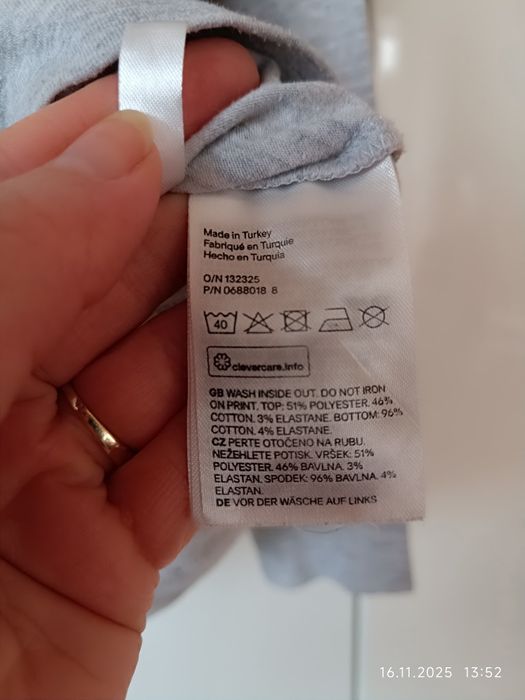 Made in Turkey
Fabriqué en Turquie
Hecho en Turquía
O/N 132325
P/N 0688018 8
40
clevercare.info
GB WASH INSIDE OUT. DO NOT IRON
ON PRINT. TOP: 51% POLYESTER. 46%
COTTON. 3% ELASTANE. BOTTOM: 96%
COTTON. 4% ELASTANE.
CZ PERTE OTOČENO NA RUBU.
NEŽEHLETE POTISK. VRŠEK: 51%
POLYESTER. 46% BAVLNA. 3%
ELASTAN. SPODEK: 96% BAVLNA. 4%
ELASTAN.
DE VOR DER WÄSCHE AUF LINKS
16.11.2025 13:52